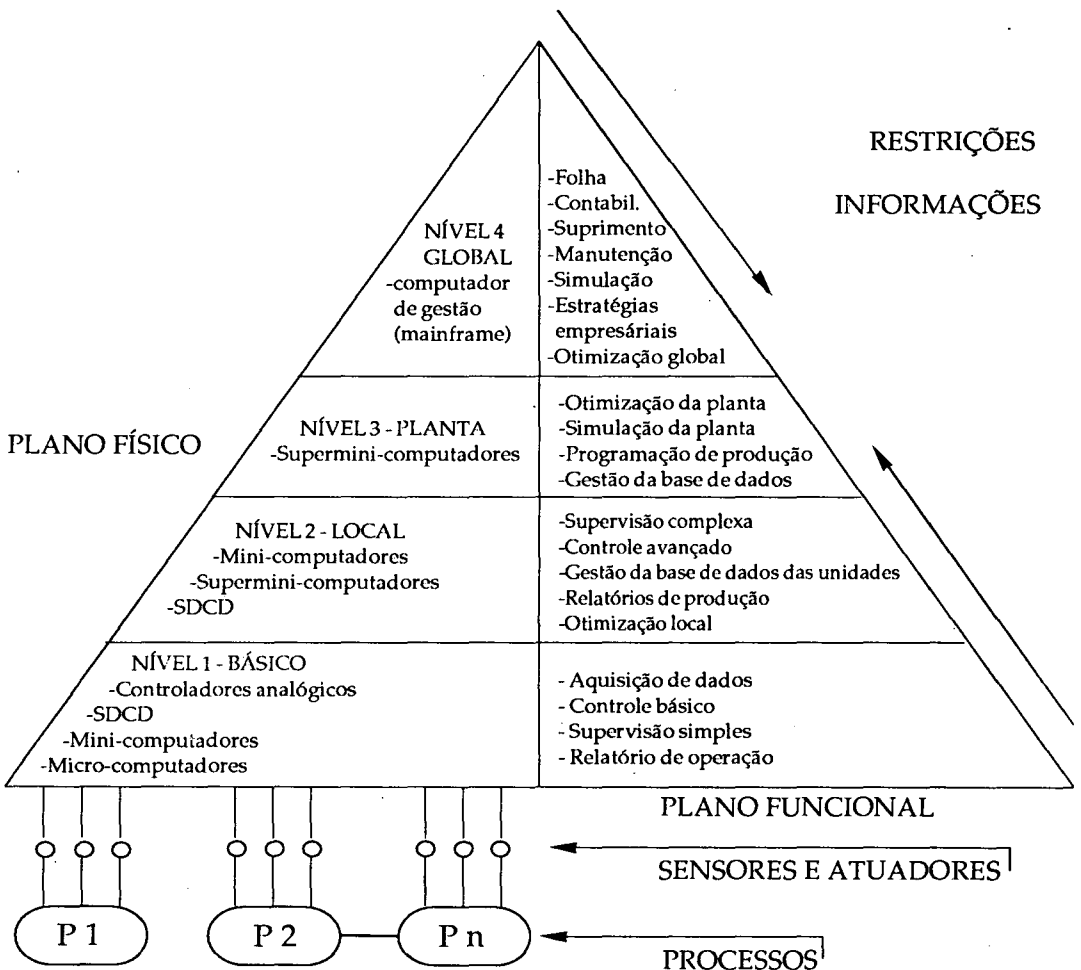 RESTRIÇÕES
INFORMAÇÕES
PLANO FÍSICO
NÍVEL 4
GLOBAL
-computador
de gestão
(mainframe)
-Folha
-Contabil.
-Suprimento
-Manutenção
-Simulação
-Estratégias
empresáriais
-Otimização global
NÍVEL 3 - PLANTA
-Supermini-computadores
-Otimização da planta
-Simulação da planta
-Programação de produção
-Gestão da base de dados
NÍVEL 2 - LOCAL
-Mini-computadores
-Supermini-computadores
-SDCD
-Supervisão complexa
-Controle avançado
-Gestão da base de dados das unidades
-Relatórios de produção
-Otimização local
NÍVEL 1 - BÁSICO
-Controladores analógicos
-SDCD
-Mini-computadores
-Micro-computadores
- Aquisição de dados
- Controle básico
- Supervisão simples
- Relatório de operação
PLANO FUNCIONAL
SENSORES E ATUADORES
P 1
P 2
P n
PROCESSOS